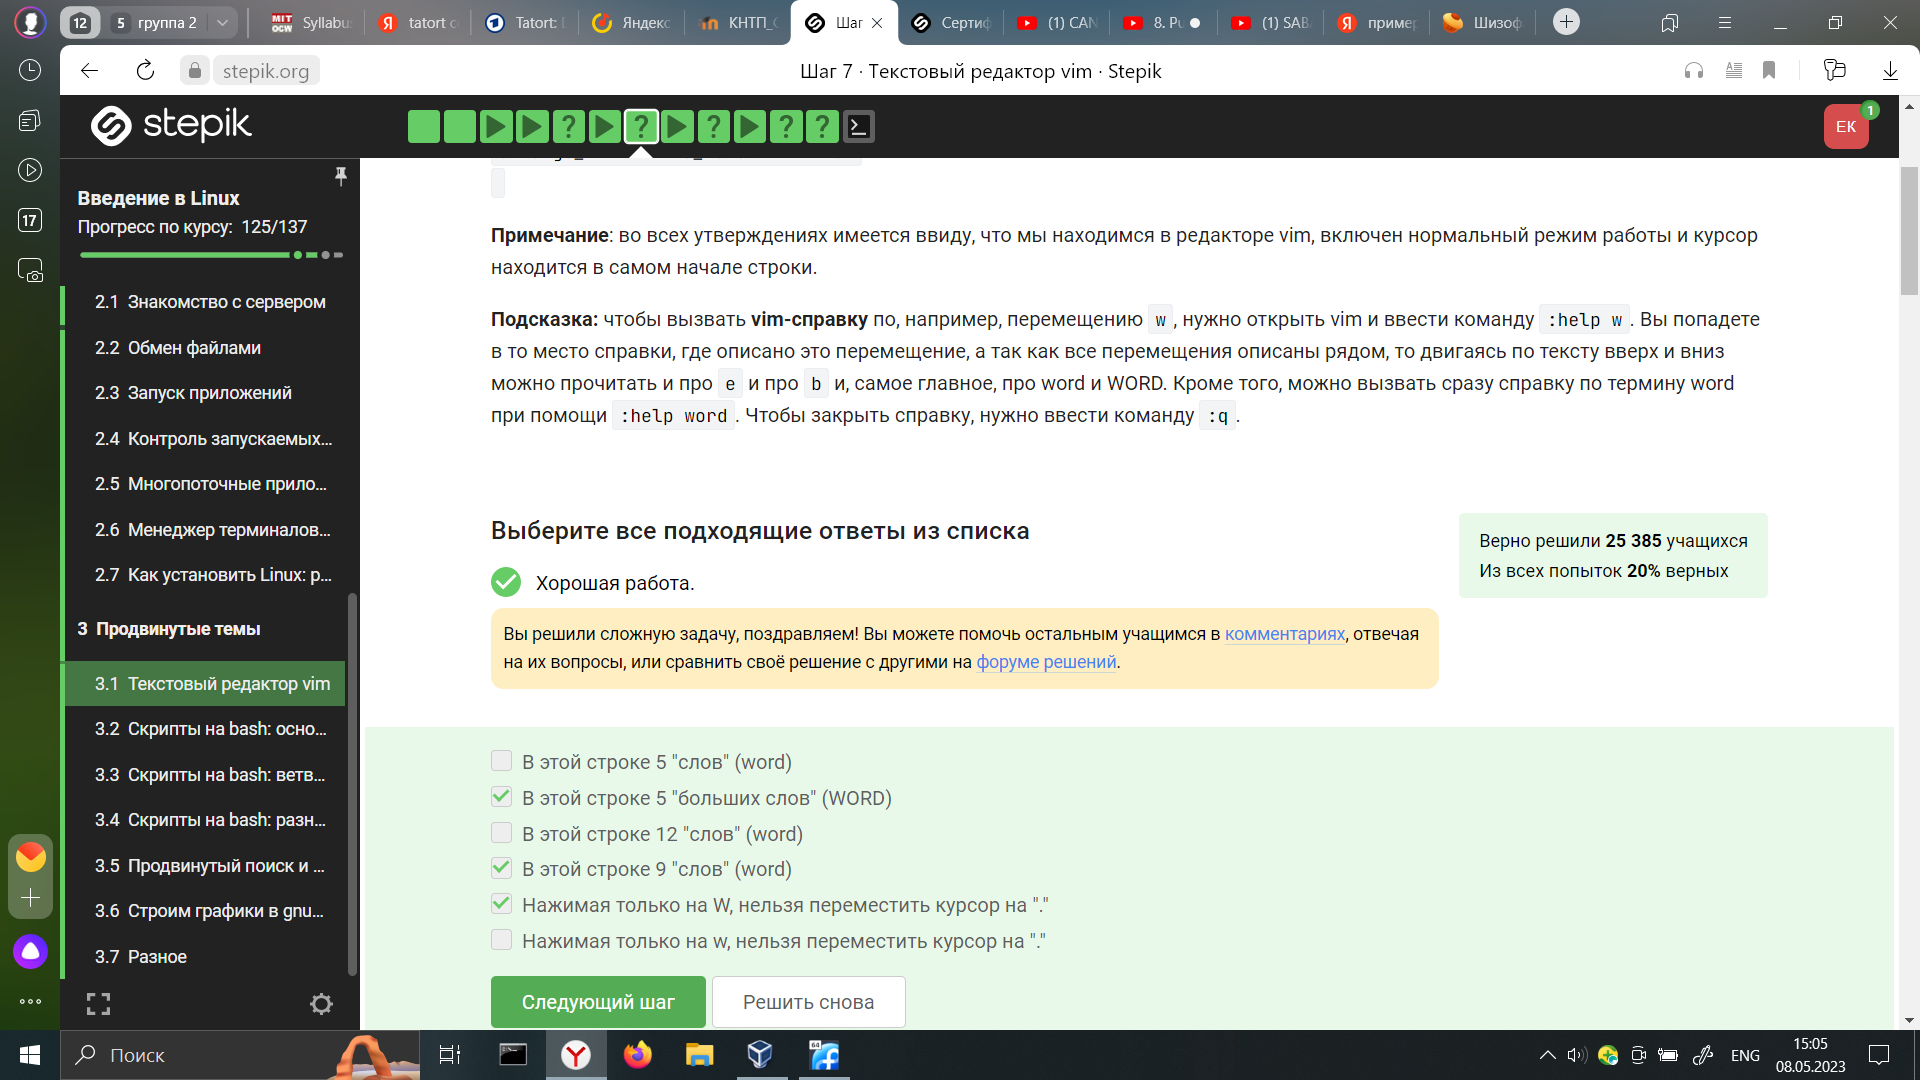 12
5 группа 2
MIT OCW Syllabu
tatort c
Tatort: D
Яндекс
КНТП_С
Шаг
Сертиф
(1) CAN
8. Pu
(1) SAB
пример
Шизоф
stepik.org
Шаг 7 · Текстовый редактор vim · Stepik
17
stepik
EK
1
Введение в Linux
Прогресс по курсу: 125/137
2.1 Знакомство с сервером
2.2 Обмен файлами
2.3 Запуск приложений
2.4 Контроль запускаемых...
2.5 Многопоточные прило...
2.6 Менеджер терминалов...
2.7 Как установить Linux: р...
3 Продвинутые темы
3.1 Текстовый редактор vim
3.2 Скрипты на bash: осно...
3.3 Скрипты на bash: ветв...
3.4 Скрипты на bash: разн...
3.5 Продвинутый поиск и ...
3.6 Строим графики в gnu...
3.7 Разное
Примечание: во всех утверждениях имеется ввиду, что мы находимся в редакторе vim, включен нормальный режим работы и курсор
находится в самом начале строки.
Подсказка: чтобы вызвать vim-справку по, например, перемещению w , нужно открыть vim и ввести команду :help w . Вы попадете
в то место справки, где описано это перемещение, а так как все перемещения описаны рядом, то двигаясь по тексту вверх и вниз
можно прочитать и про e и про b и, самое главное, про word и WORD. Кроме того, можно вызвать сразу справку по термину word
при помощи :help word . Чтобы закрыть справку, нужно ввести команду :q .
Выберите все подходящие ответы из списка
Верно решили 25 385 учащихся
Из всех попыток 20% верных
Хорошая работа.
Вы решили сложную задачу, поздравляем! Вы можете помочь остальным учащимся в комментариях, отвечая
на их вопросы, или сравнить своё решение с другими на форуме решений.
В этой строке 5 "слов" (word)
В этой строке 5 "больших слов" (WORD)
В этой строке 12 "слов" (word)
В этой строке 9 "слов" (word)
Нажимая только на W, нельзя переместить курсор на "."
Нажимая только на w, нельзя переместить курсор на "."
Следующий шаг
Решить снова
Поиск
64
ENG
15:05
08.05.2023